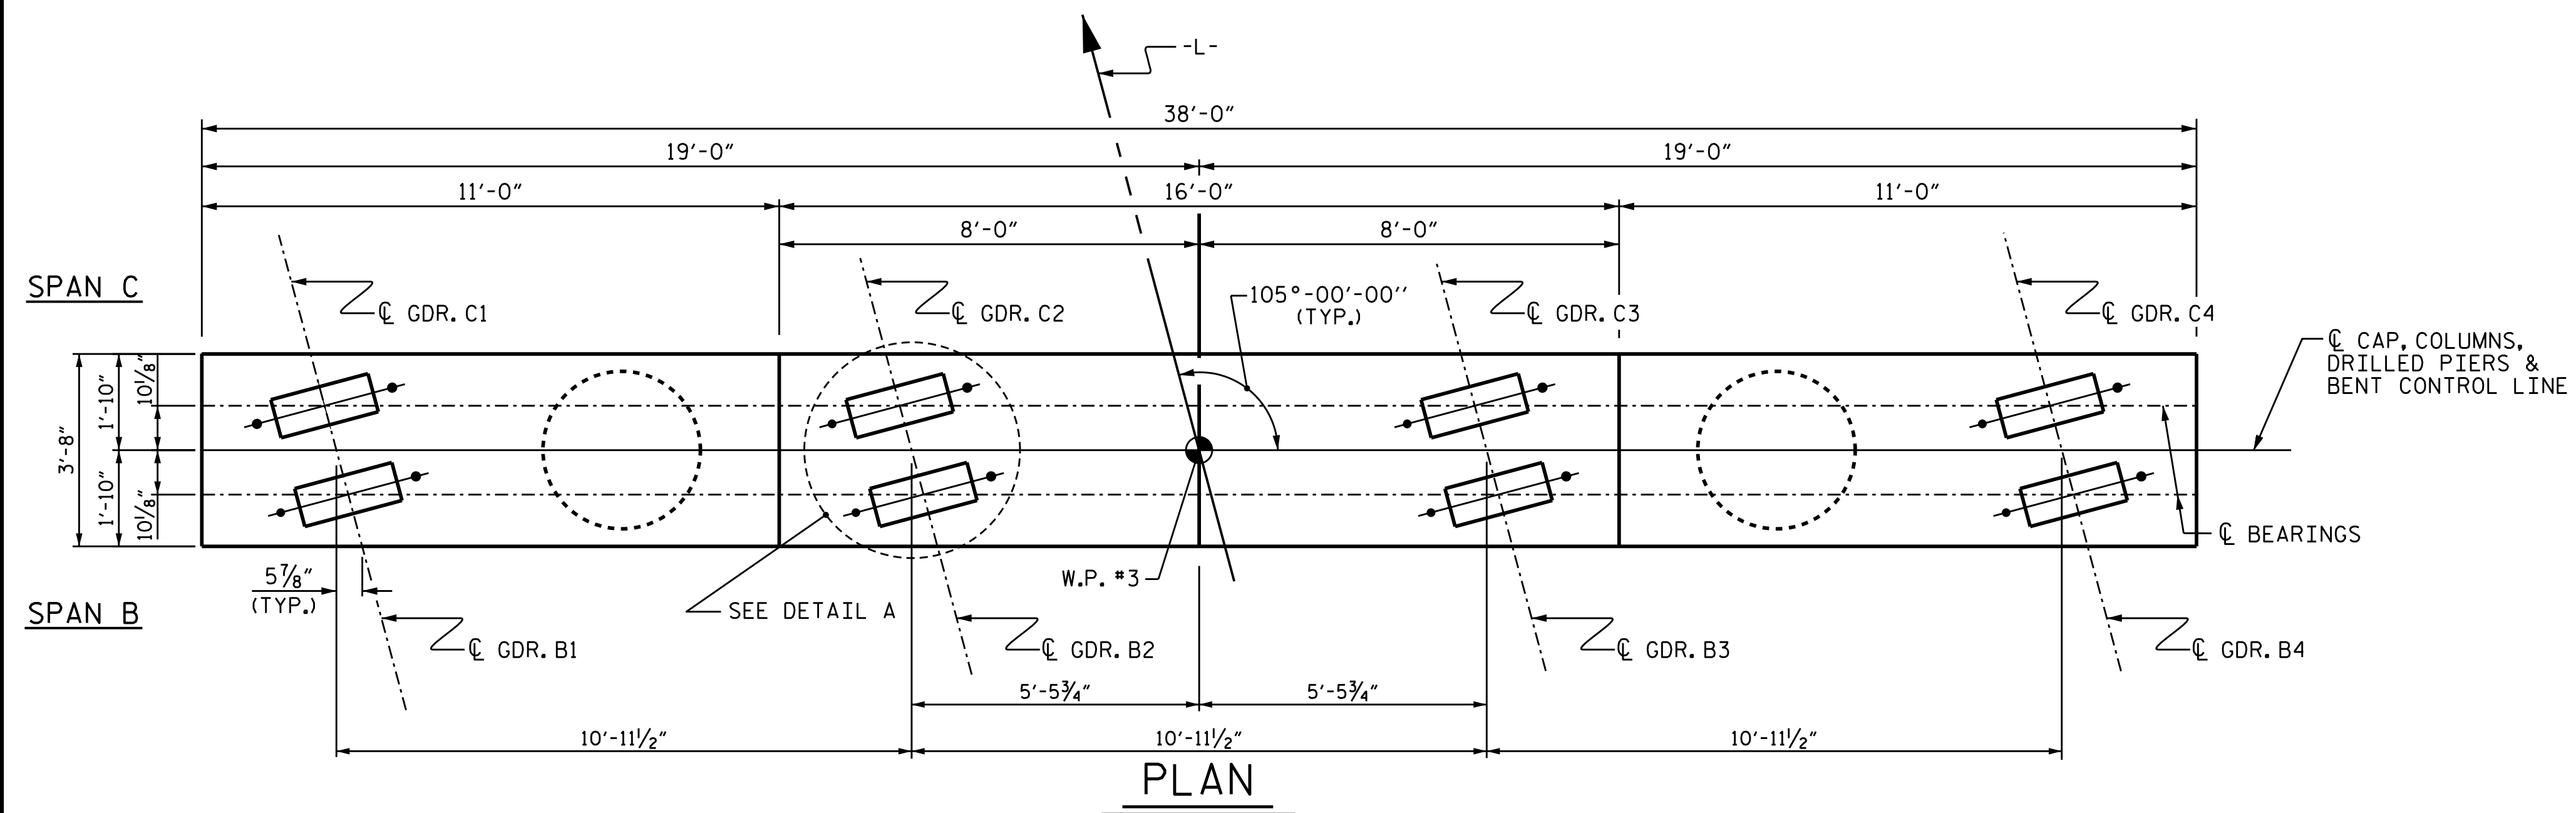 -L-
38'-0"
19'-0"
19'-0"
11'-0"
16'-0"
11'-0"
8'-0"
8'-0"
SPAN C
℄ GDR. C1
℄ GDR. C2
105°-00'-00''
(TYP.)
℄ GDR. C3
℄ GDR. C4
℄ CAP, COLUMNS,
DRILLED PIERS &
BENT CONTROL LINE
3'-8"
1'-10"
10⅛"
1'-10"
10⅛"
℄ BEARINGS
5⅞"
(TYP.)
W.P. #3
SEE DETAIL A
SPAN B
℄ GDR. B1
℄ GDR. B2
℄ GDR. B3
℄ GDR. B4
5'-5¾"
5'-5¾"
10'-11½"
10'-11½"
10'-11½"
PLAN